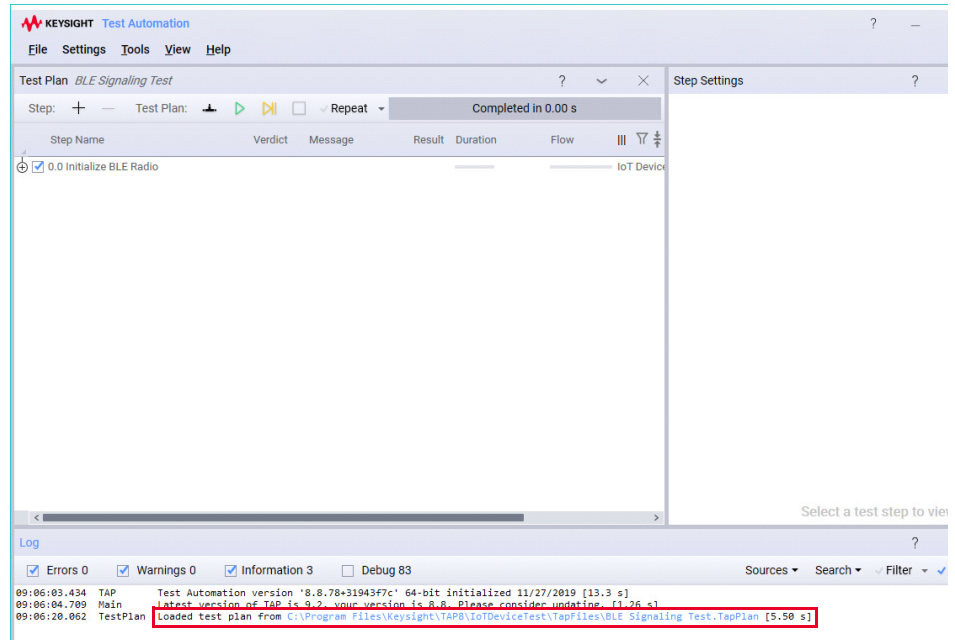 KEYSIGHT Test Automation ? –
File Settings Tools View Help
Test Plan BLE Signaling Test ?
Step Settings ?
Step: Test Plan: Repeat Completed in 0.00 s
Step Name Verdict Message Result Duration Flow
0.0 Initialize BLE Radio IoT Device
Select a test step to view
Log ?
Errors 0 Warnings 0 Information 3 Debug 83 Sources Search Filter
09:06:03.434 TAP Test Automation version '8.8.78+31943f7c' 64-bit initialized 11/27/2019 [13.3 s]
09:06:04.709 Main Latest version of TAP is 9.2, your version is 8.8. Please consider updating. [1.26 s]
09:06:20.062 TestPlan Loaded test plan from C:\Program Files\Keysight\TAP8\IoTDeviceTest\TapFiles\BLE Signaling Test.TapPlan [5.50 s]